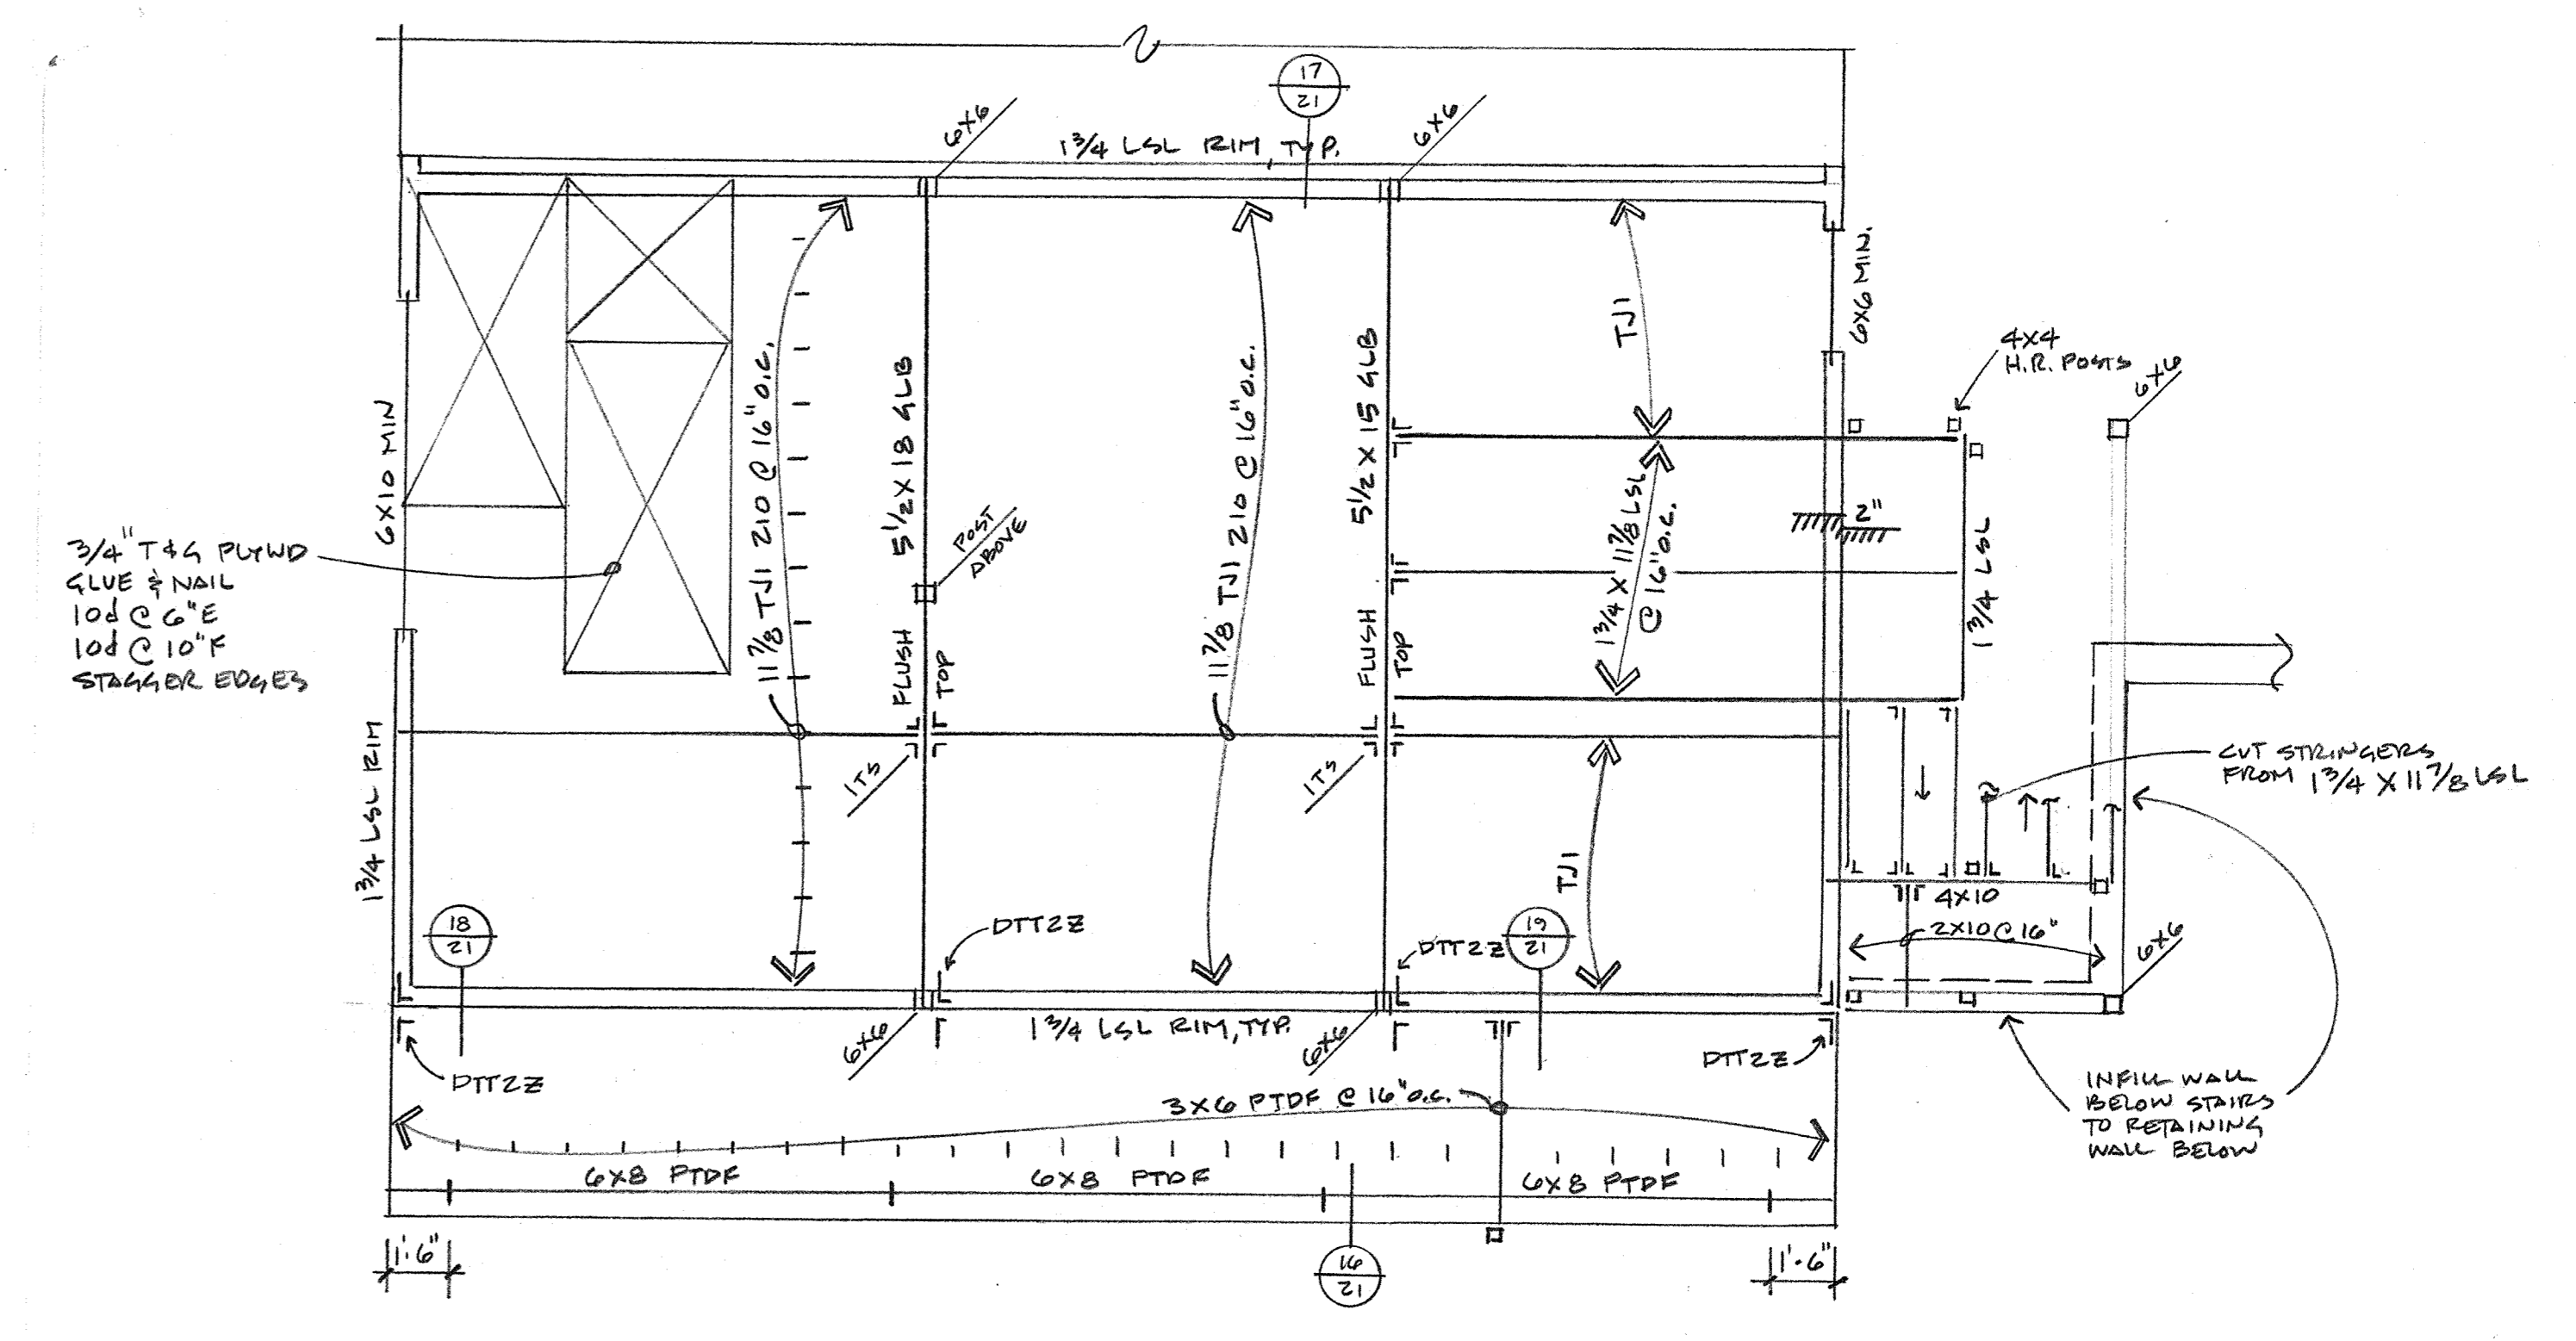 17
21
6X6
1 3/4 LSL RIM, TYP.
6X6
6X6 MIN.
TJI
4X4
H.R. POSTS
6X6
6X10 MIN
11 7/8 TJI 210 @ 16" O.C.
5 1/2 X 18 GLB
FLUSH
TOP
POST
ABOVE
11 7/8 TJI 210 @ 16" O.C.
5 1/2 X 15 GLB
FLUSH
TOP
1 3/4 X 11 7/8 LSL
@ 16" O.C.
2"
1 3/4 LSL
3/4" T & G PLYWD
GLUE & NAIL
10d @ 6"E
10d @ 10"F
STAGGER EDGES
ITS
ITS
CUT STRINGERS
FROM 1 3/4 X 11 7/8 LSL
1 3/4 LSL RIM
TJI
4X10
2X10 @ 16"
6X6
18
21
DTT2Z
DTT2Z
19
21
6X6
1 3/4 LSL RIM, TYP.
6X6
DTT2Z
DTT2Z
INFILL WALL
BELOW STAIRS
TO RETAINING
WALL BELOW
3X6 PTDF @ 16" O.C.
6X8 PTDF
6X8 PTDF
6X8 PTDF
1'-6"
16
21
1'-6"